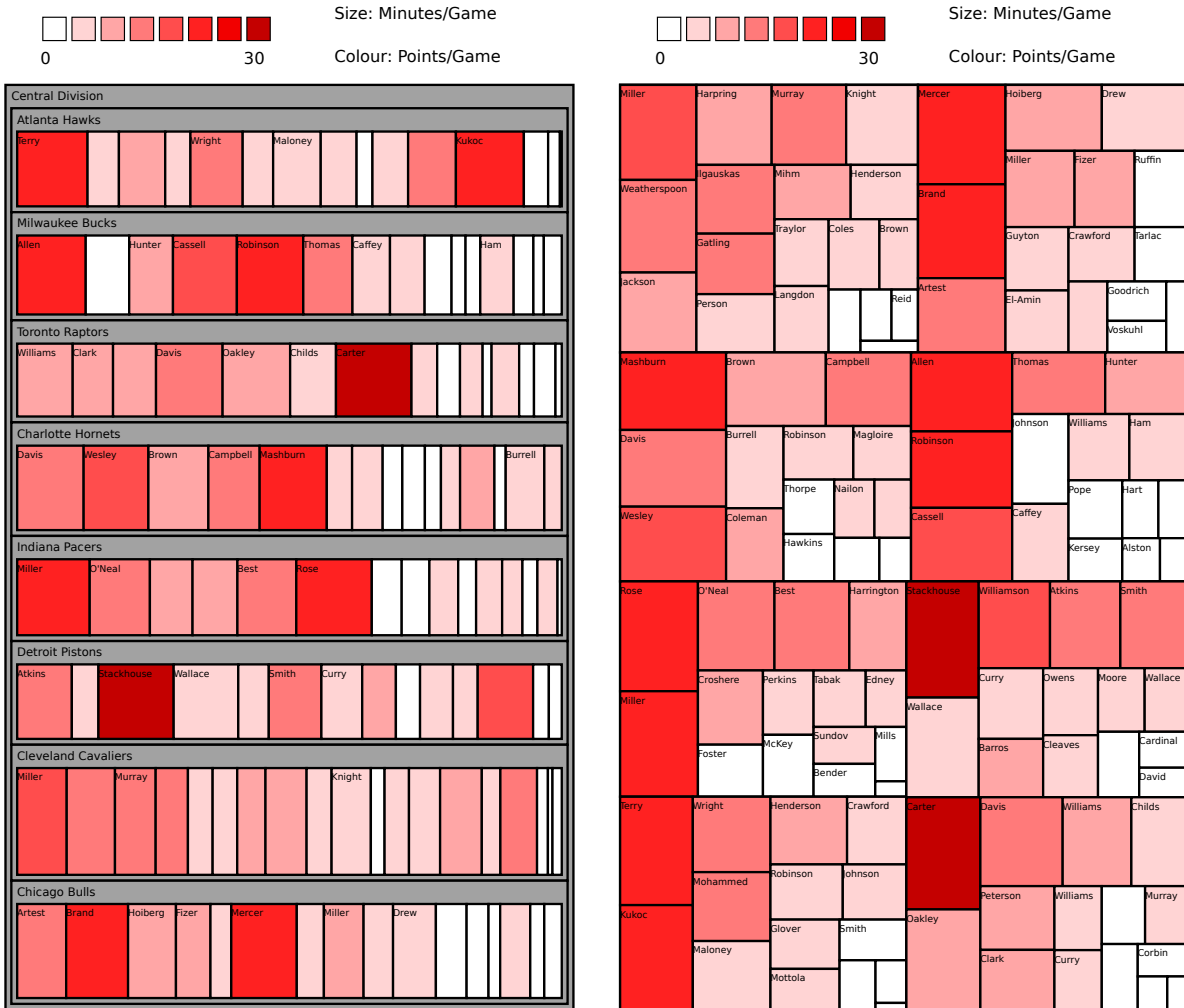 Size: Minutes/Game
0 30 Colour: Points/Game
Central Division
Atlanta Hawks
Terry Wright Maloney Kukoc
Milwaukee Bucks
Allen Hunter Cassell Robinson Thomas Caffey Ham
Toronto Raptors
Williams Clark Davis Oakley Childs Carter
Charlotte Hornets
Davis Wesley Brown Campbell Mashburn Burrell
Indiana Pacers
Miller O'Neal Best Rose
Detroit Pistons
Atkins Stackhouse Wallace Smith Curry
Cleveland Cavaliers
Miller Murray Knight
Chicago Bulls
Artest Brand Hoiberg Fizer Mercer Miller Drew
Size: Minutes/Game
0 30 Colour: Points/Game
Miller Harpring Murray Knight Mercer Hoiberg Drew
Miller Fizer Ruffin
Ilgauskas Mihm Henderson
Weatherspoon Brand
Traylor Coles Brown Guyton Crawford Tarlac
Gatling
Jackson Artest Goodrich
Person Langdon Reid El-Amin
Voskuhl
Mashburn Brown Campbell Allen Thomas Hunter
Johnson Williams Ham
Davis Burrell Robinson Magloire Robinson
Thorpe Nailon Pope Hart
Wesley Coleman Cassell Caffey
Hawkins Kersey Alston
Rose O'Neal Best Harrington Stackhouse Williamson Atkins Smith
Croshere Perkins Tabak Edney Curry Owens Moore Wallace
Miller Wallace
Sundov Mills Cardinal
Foster McKey Barros Cleaves
Bender David
Terry Wright Henderson Crawford Carter Davis Williams Childs
Mohammed Robinson Johnson
Peterson Williams Murray
Kukoc Oakley
Glover Smith
Maloney Clark Curry Corbin
Mottola